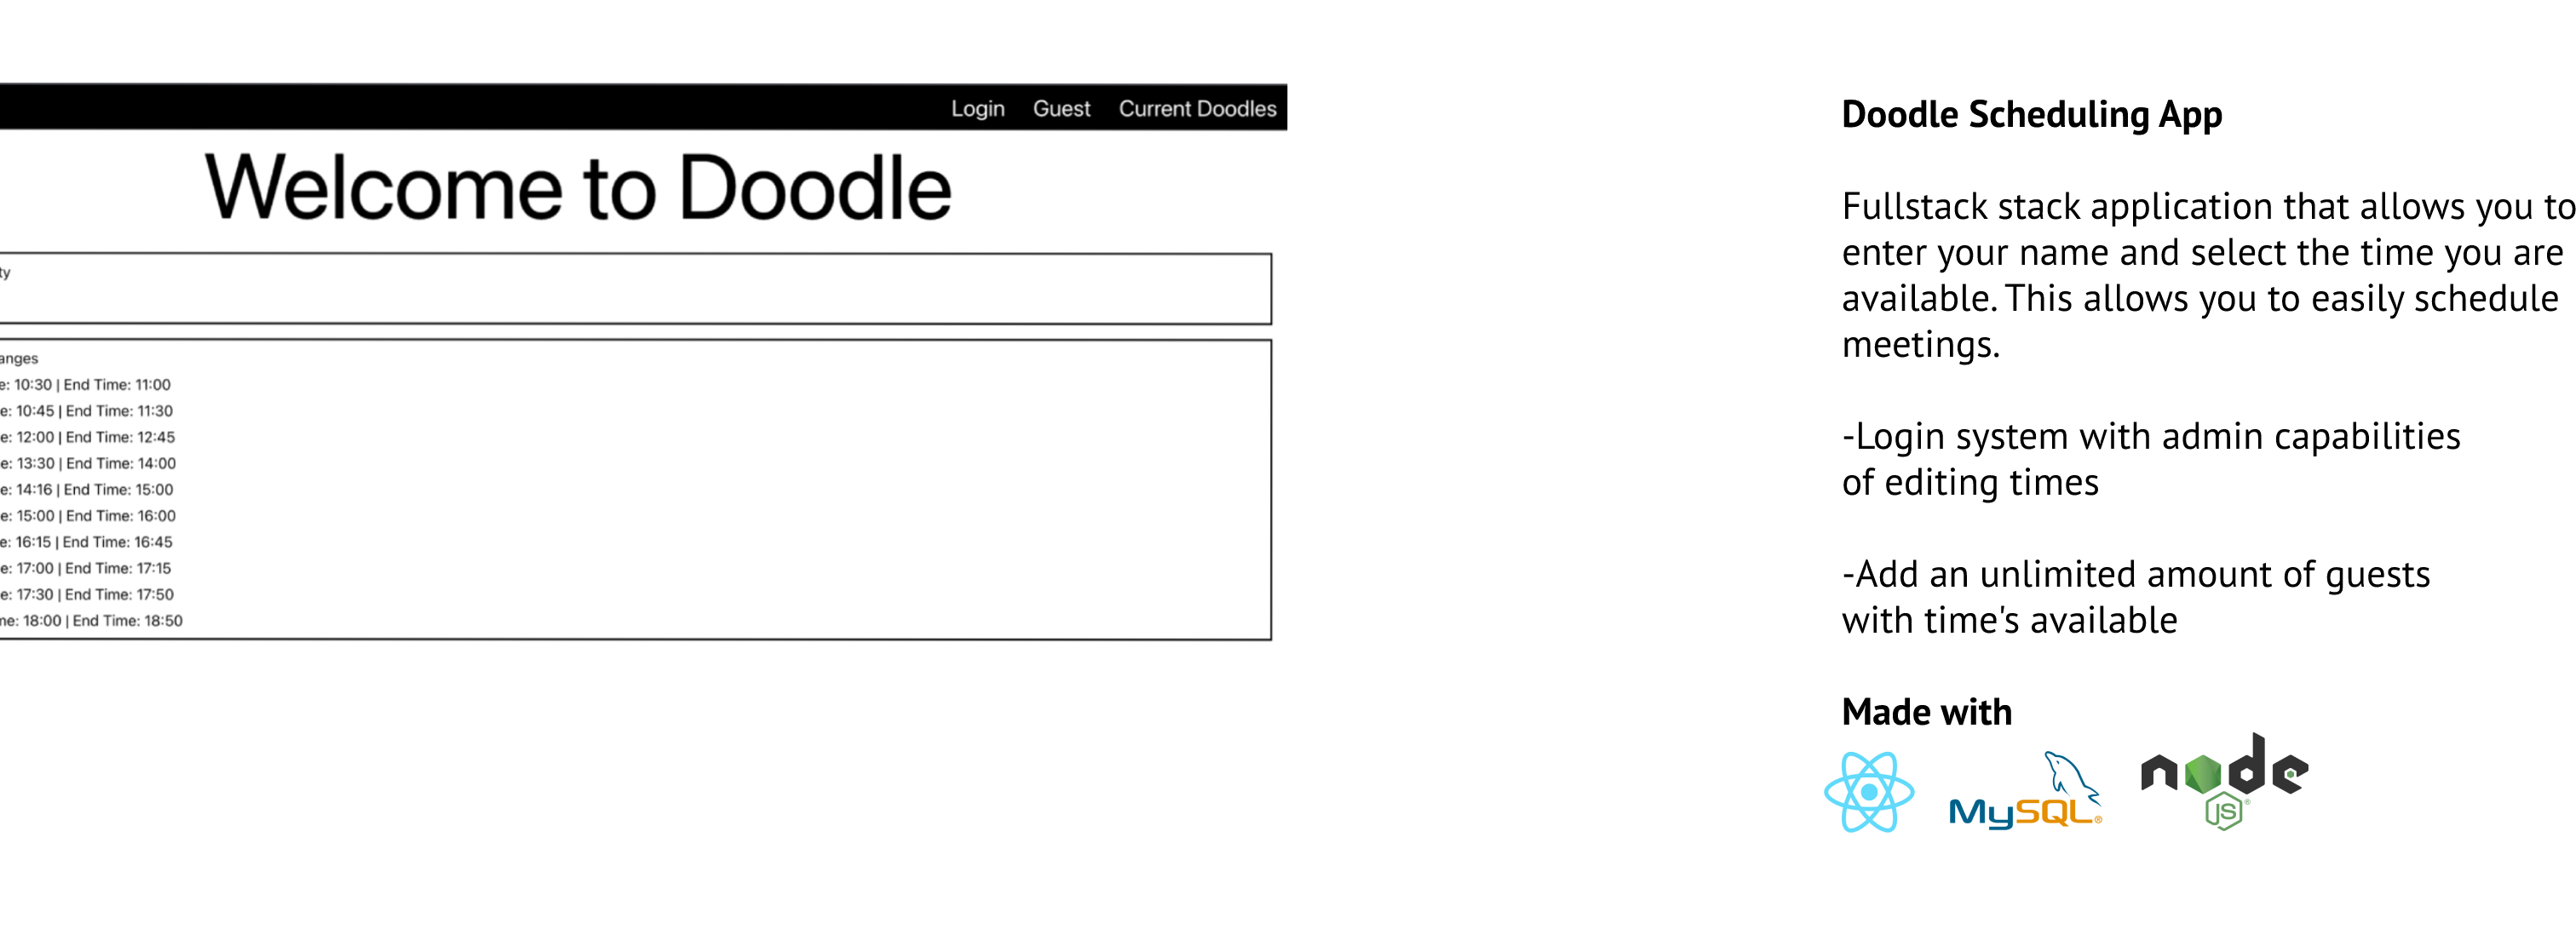 Login Guest Current Doodles
Welcome to Doodle
10:30 | End Time: 11:00
10:45 | End Time: 11:30
12:00 | End Time: 12:45
13:30 | End Time: 14:00
14:16 | End Time: 15:00
15:00 | End Time: 16:00
16:15 | End Time: 16:45
17:00 | End Time: 17:15
17:30 | End Time: 17:50
18:00 | End Time: 18:50
Doodle Scheduling App
Fullstack stack application that allows you to
enter your name and select the time you are
available. This allows you to easily schedule
meetings.
-Login system with admin capabilities
of editing times
-Add an unlimited amount of guests
with time's available
Made with
MySQL®
node
JS®